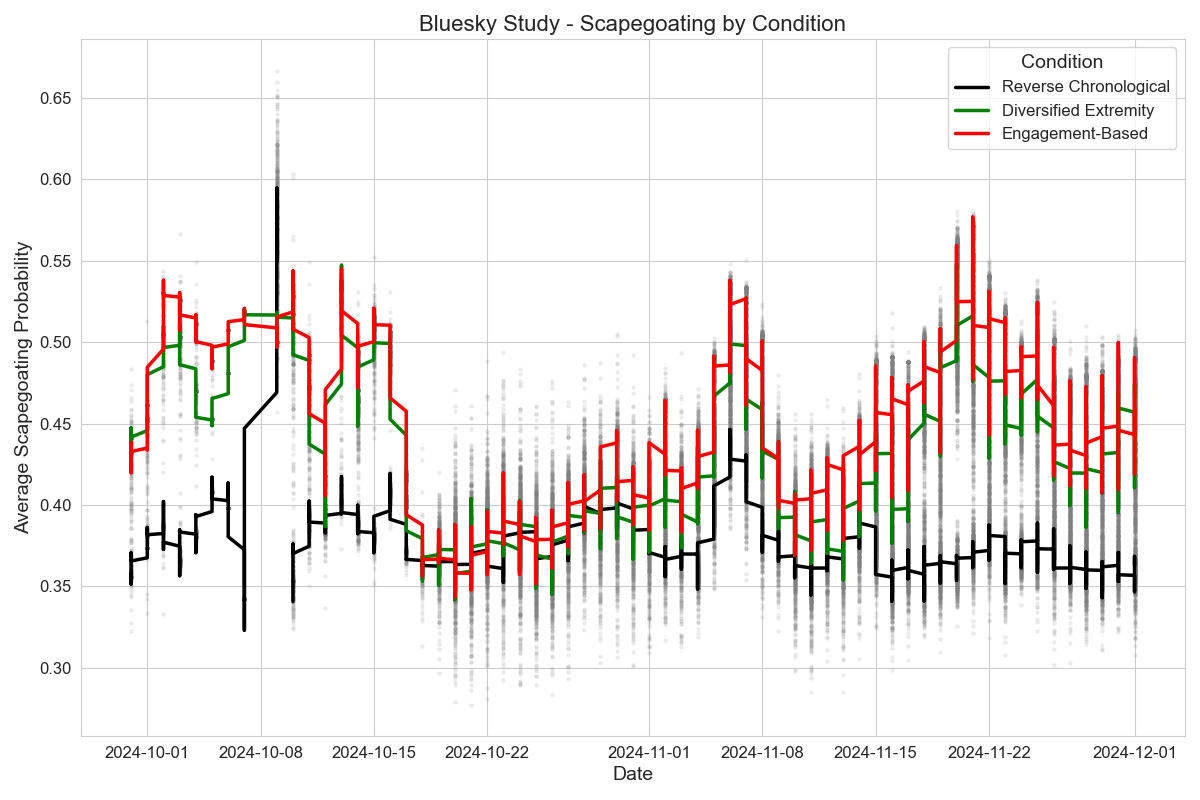 Bluesky Study - Scapegoating by Condition
Condition
Reverse Chronological
Diversified Extremity
Engagement-Based
Average Scapegoating Probability
0.65
0.60
0.55
0.50
0.45
0.40
0.35
0.30
2024-10-01 2024-10-08 2024-10-15 2024-10-22 2024-11-01 2024-11-08 2024-11-15 2024-11-22 2024-12-01
Date